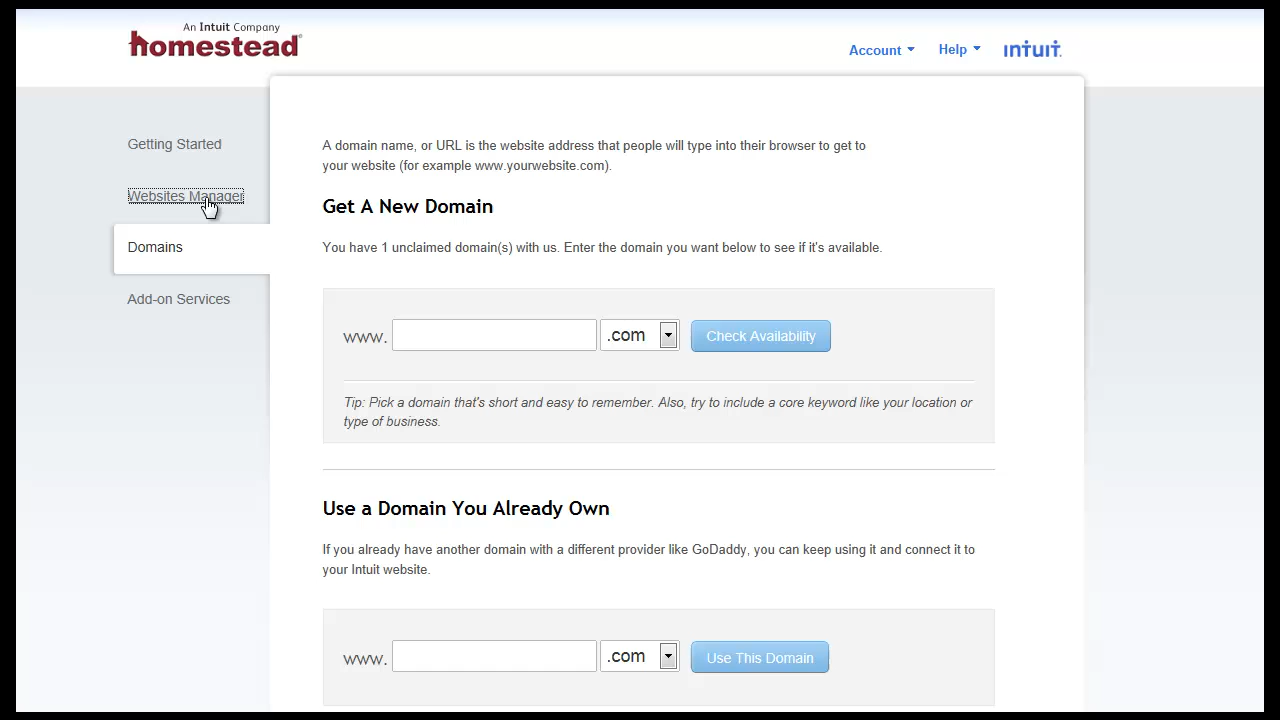 An Intuit Company
homestead
Account
Help
intuit.
Getting Started
Websites Manager
Domains
Add-on Services
A domain name, or URL is the website address that people will type into their browser to get to
your website (for example www.yourwebsite.com).
Get A New Domain
You have 1 unclaimed domain(s) with us. Enter the domain you want below to see if it's available.
www. .com Check Availability
Tip: Pick a domain that's short and easy to remember. Also, try to include a core keyword like your location or
type of business.
Use a Domain You Already Own
If you already have another domain with a different provider like GoDaddy, you can keep using it and connect it to
your Intuit website.
www. .com Use This Domain